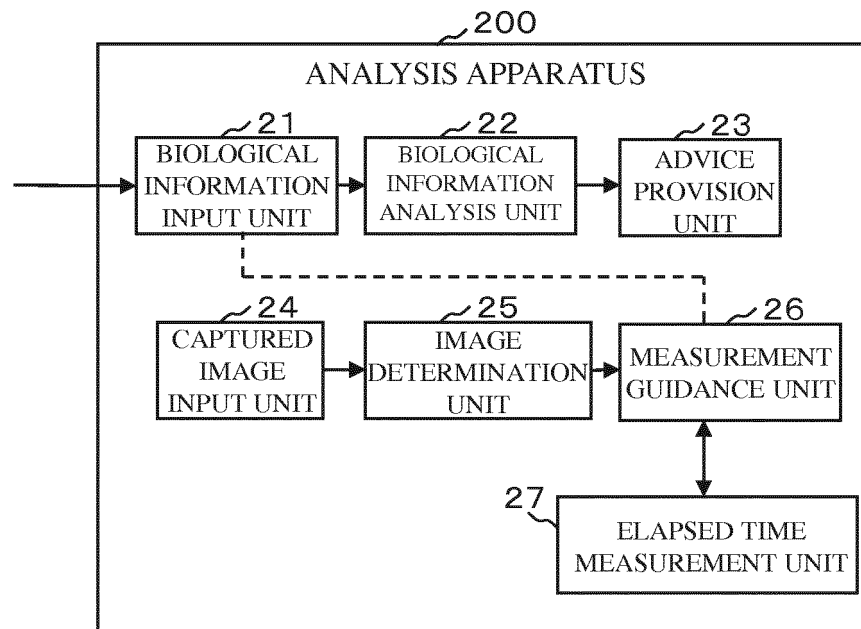 200
ANALYSIS APPARATUS
21
BIOLOGICAL
INFORMATION
INPUT UNIT
22
BIOLOGICAL
INFORMATION
ANALYSIS UNIT
23
ADVICE
PROVISION
UNIT
24
CAPTURED
IMAGE
INPUT UNIT
25
IMAGE
DETERMINATION
UNIT
26
MEASUREMENT
GUIDANCE UNIT
27
ELAPSED TIME
MEASUREMENT UNIT